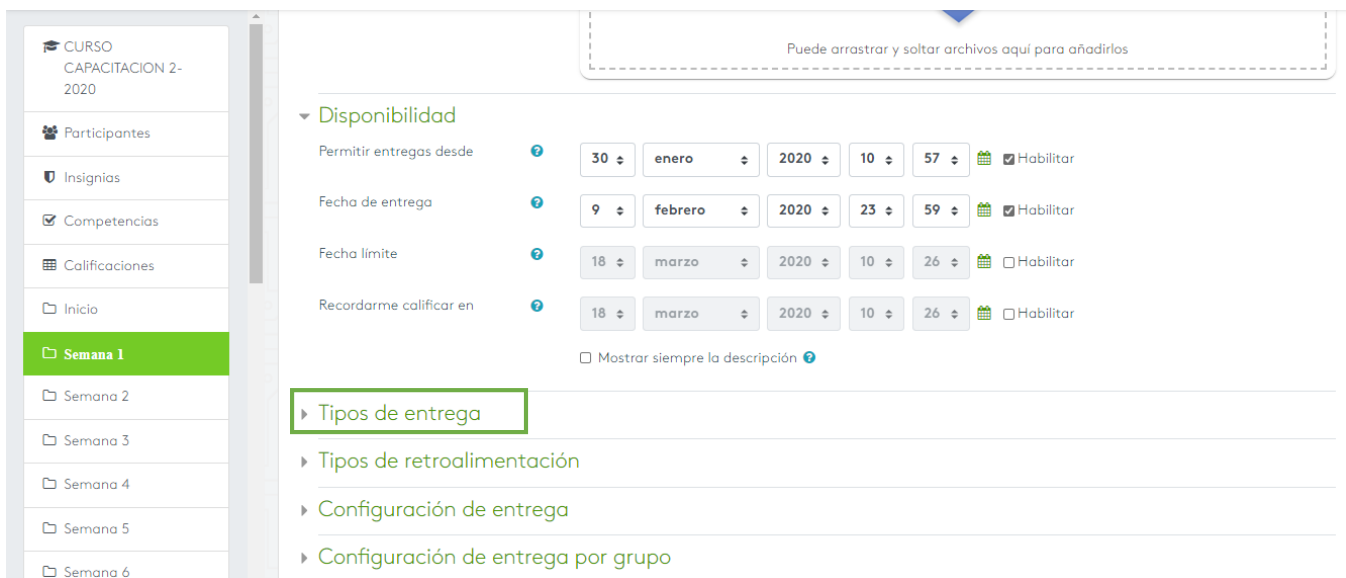 CURSO
CAPACITACION 2-
2020
Participantes
Insignias
Competencias
Calificaciones
Inicio
Semana 1
Semana 2
Semana 3
Semana 4
Semana 5
Semana 6
Puede arrastrar y soltar archivos aquí para añadirlos
Disponibilidad
Permitir entregas desde 30 enero 2020 10 57 Habilitar
Fecha de entrega 9 febrero 2020 23 59 Habilitar
Fecha límite 18 marzo 2020 10 26 Habilitar
Recordarme calificar en 18 marzo 2020 10 26 Habilitar
Mostrar siempre la descripción
Tipos de entrega
Tipos de retroalimentación
Configuración de entrega
Configuración de entrega por grupo